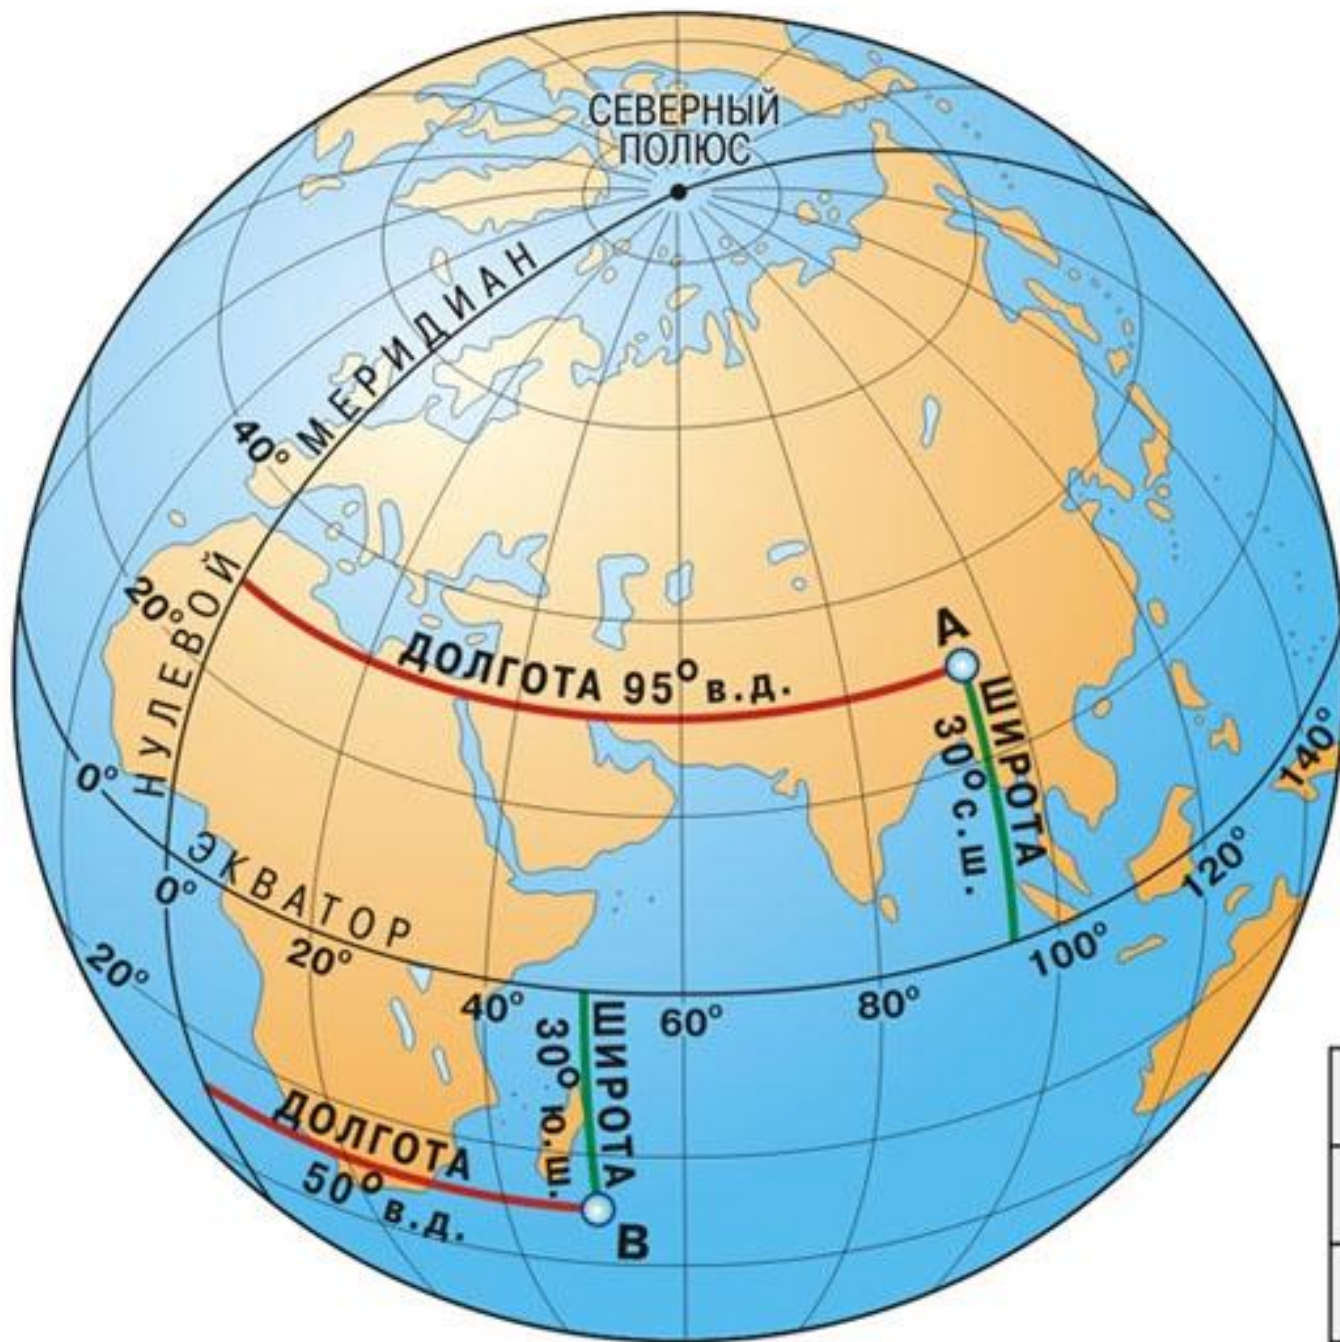 СЕВЕРНЫЙ
ПОЛЮС
НУЛЕВОЙ МЕРИДИАН
40°
20°
ДОЛГОТА 95° в.д.
А
ШИРОТА
30° с.ш.
0°
ЭКВАТОР
0°
20°
40°
60°
80°
100°
120°
140°
20°
ШИРОТА
30° ю.ш.
ДОЛГОТА
50° в.д.
В